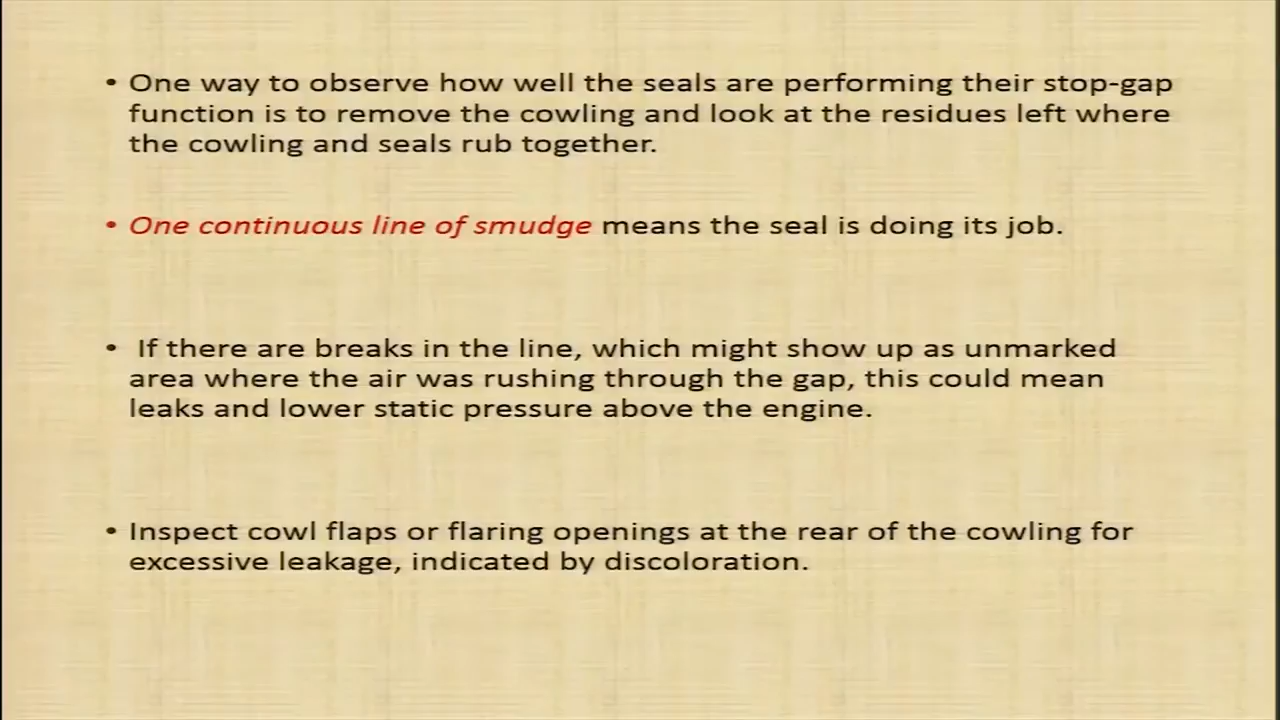 • One way to observe how well the seals are performing their stop-gap
function is to remove the cowling and look at the residues left where
the cowling and seals rub together.
• One continuous line of smudge means the seal is doing its job.
• If there are breaks in the line, which might show up as unmarked
area where the air was rushing through the gap, this could mean
leaks and lower static pressure above the engine.
• Inspect cowl flaps or flaring openings at the rear of the cowling for
excessive leakage, indicated by discoloration.